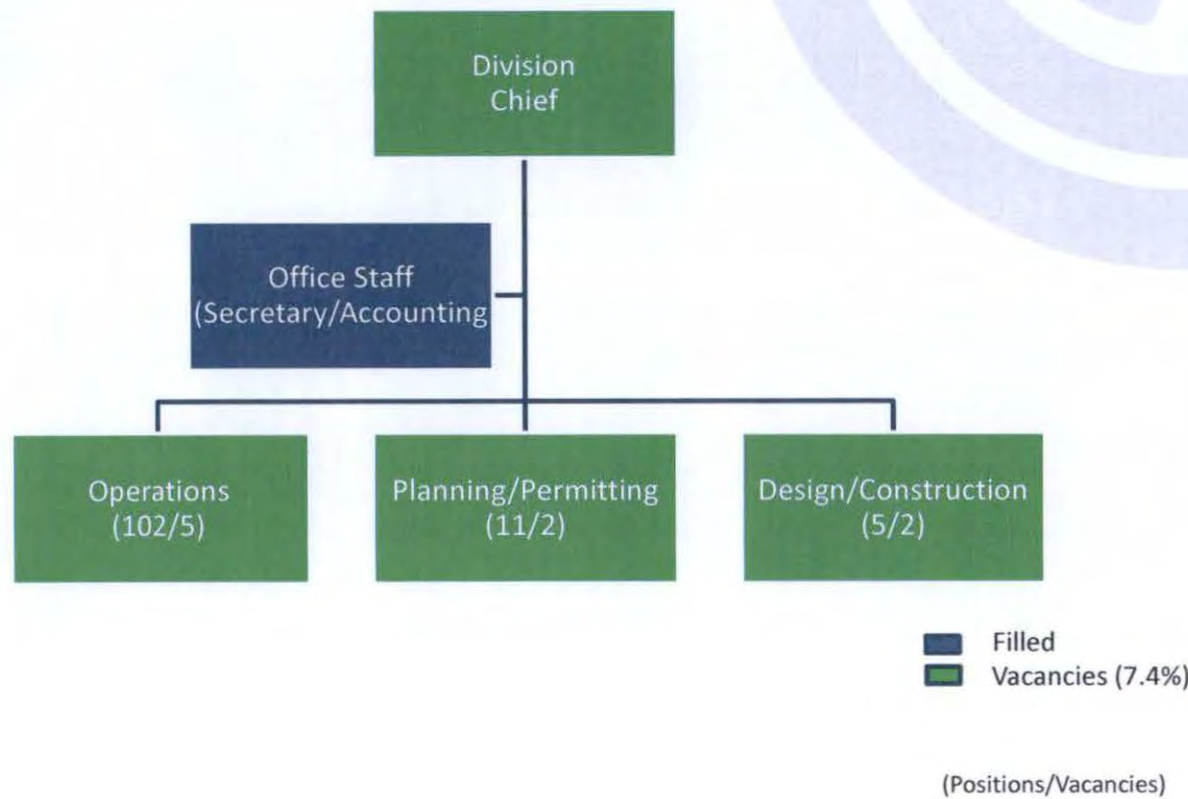 Division
Chief
Office Staff
(Secretary/Accounting
Operations
(102/5)
Planning/Permitting
(11/2)
Design/Construction
(5/2)
Filled
Vacancies (7.4%)
(Positions/Vacancies)